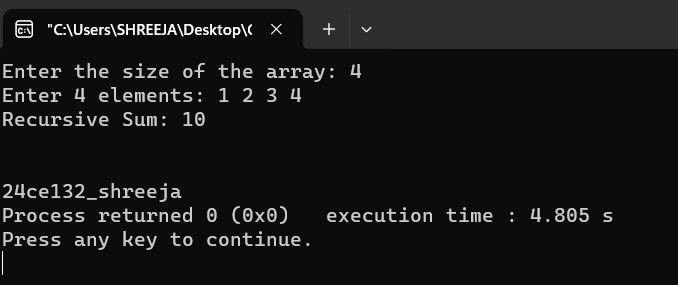 "C:\Users\SHREEJA\Desktop\C
Enter the size of the array: 4
Enter 4 elements: 1 2 3 4
Recursive Sum: 10
24ce132_shreeja
Process returned 0 (0x0)   execution time : 4.805 s
Press any key to continue.